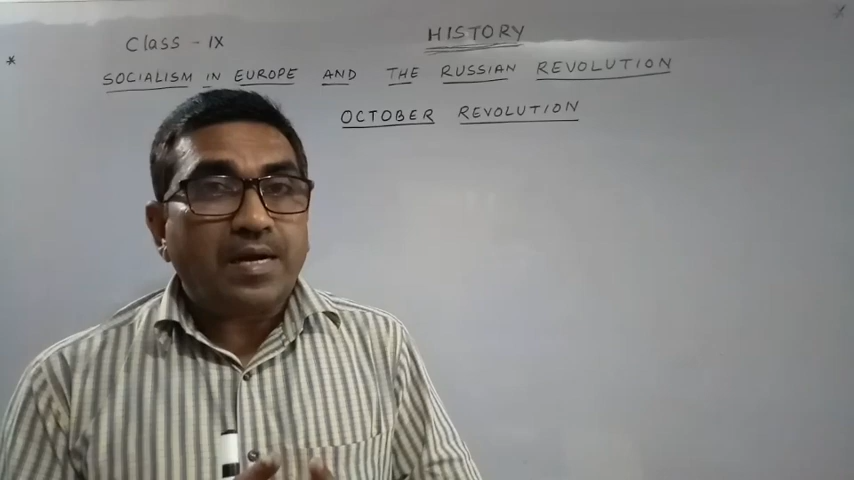 Class - IX
HISTORY
SOCIALISM IN EUROPE AND THE RUSSIAN REVOLUTION
OCTOBER REVOLUTION